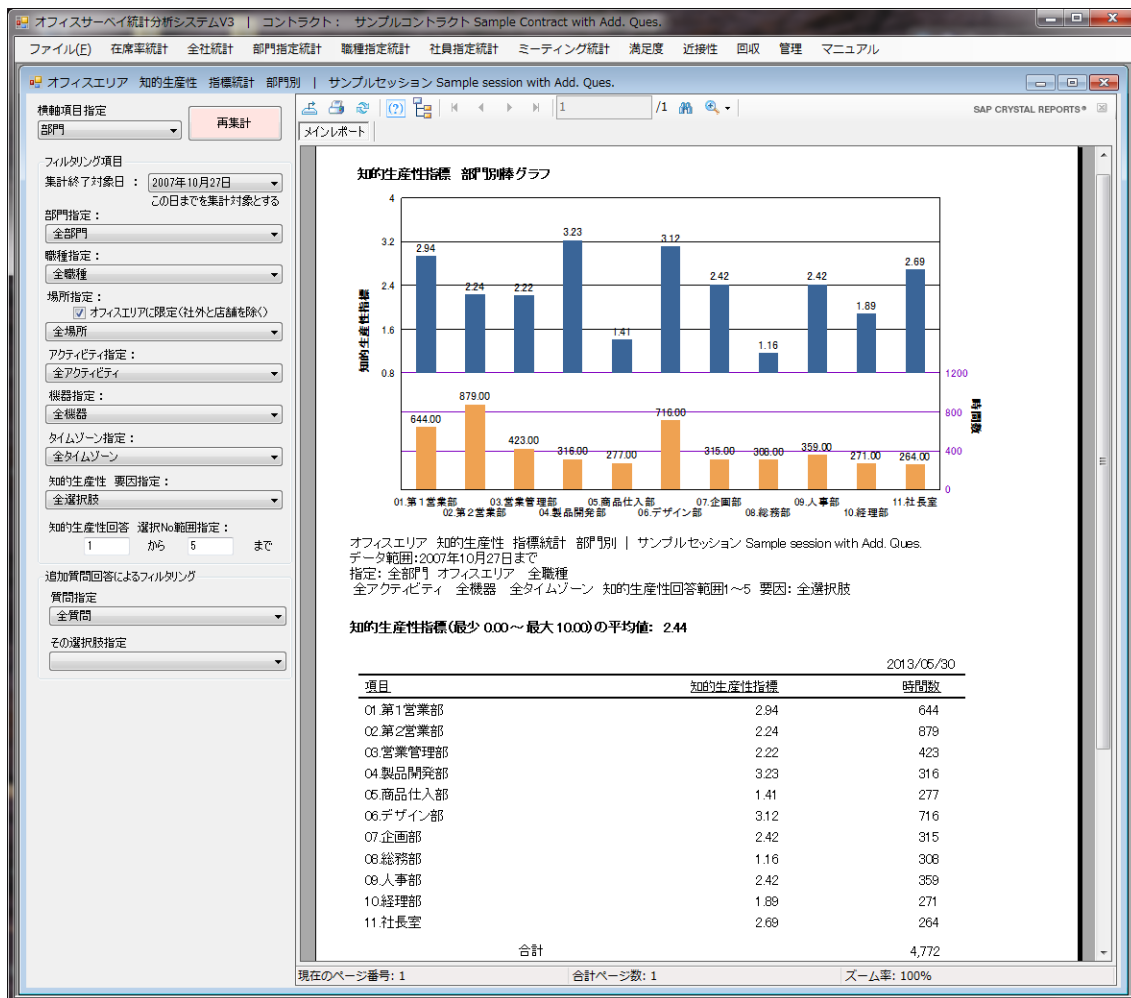 オフィスサーベイ統計分析システムV3 | コントラクト： サンプルコントラクト Sample Contract with Add. Ques.
ファイル(F) 在席率統計 全社統計 部門指定統計 職種指定統計 社員指定統計 ミーティング統計 満足度 近接性 回収 管理 マニュアル
オフィスエリア 知的生産性 指標統計 部門別 | サンプルセッション Sample session with Add. Ques.
横軸項目指定
部門
再集計
フィルタリング項目
集計終了対象日 ： 2007年10月27日
この日までを集計対象とする
部門指定：
全部門
職種指定：
全職種
場所指定：
オフィスエリアに限定(社外と店舗を除く)
全場所
アクティビティ指定：
全アクティビティ
機器指定：
全機器
タイムゾーン指定：
全タイムゾーン
知的生産性 要因指定：
全選択肢
知的生産性回答 選択No範囲指定：
1 から 5 まで
追加質問回答によるフィルタリング
質問指定
全質問
その選択肢指定
1 /1
SAP CRYSTAL REPORTS®
メインレポート
知的生産性指標 部門別棒グラフ
知的生産性指標
4
3.2
2.4
1.6
0.8
2.94
2.24
2.22
3.23
1.41
3.12
2.42
1.16
2.42
1.89
2.69
1200
800
400
0
時間数
644.00
879.00
423.00
316.00
277.00
716.00
315.00
308.00
359.00
271.00
264.00
01.第1営業部
02.第2営業部
03.営業管理部
04.製品開発部
05.商品仕入部
06.デザイン部
07.企画部
08.総務部
09.人事部
10.経理部
11.社長室
オフィスエリア 知的生産性 指標統計 部門別 | サンプルセッション Sample session with Add. Ques.
データ範囲:2007年10月27日まで
指定: 全部門 オフィスエリア 全職種
全アクティビティ 全機器 全タイムゾーン 知的生産性回答範囲1～5 要因: 全選択肢
知的生産性指標(最少 0.00～最大 10.00)の平均値: 2.44
2013/05/30
項目 知的生産性指標 時間数
01.第1営業部 2.94 644
02.第2営業部 2.24 879
03.営業管理部 2.22 423
04.製品開発部 3.23 316
05.商品仕入部 1.41 277
06.デザイン部 3.12 716
07.企画部 2.42 315
08.総務部 1.16 308
09.人事部 2.42 359
10.経理部 1.89 271
11.社長室 2.69 264
合計 4,772
現在のページ番号: 1 合計ページ数: 1 ズーム率: 100%